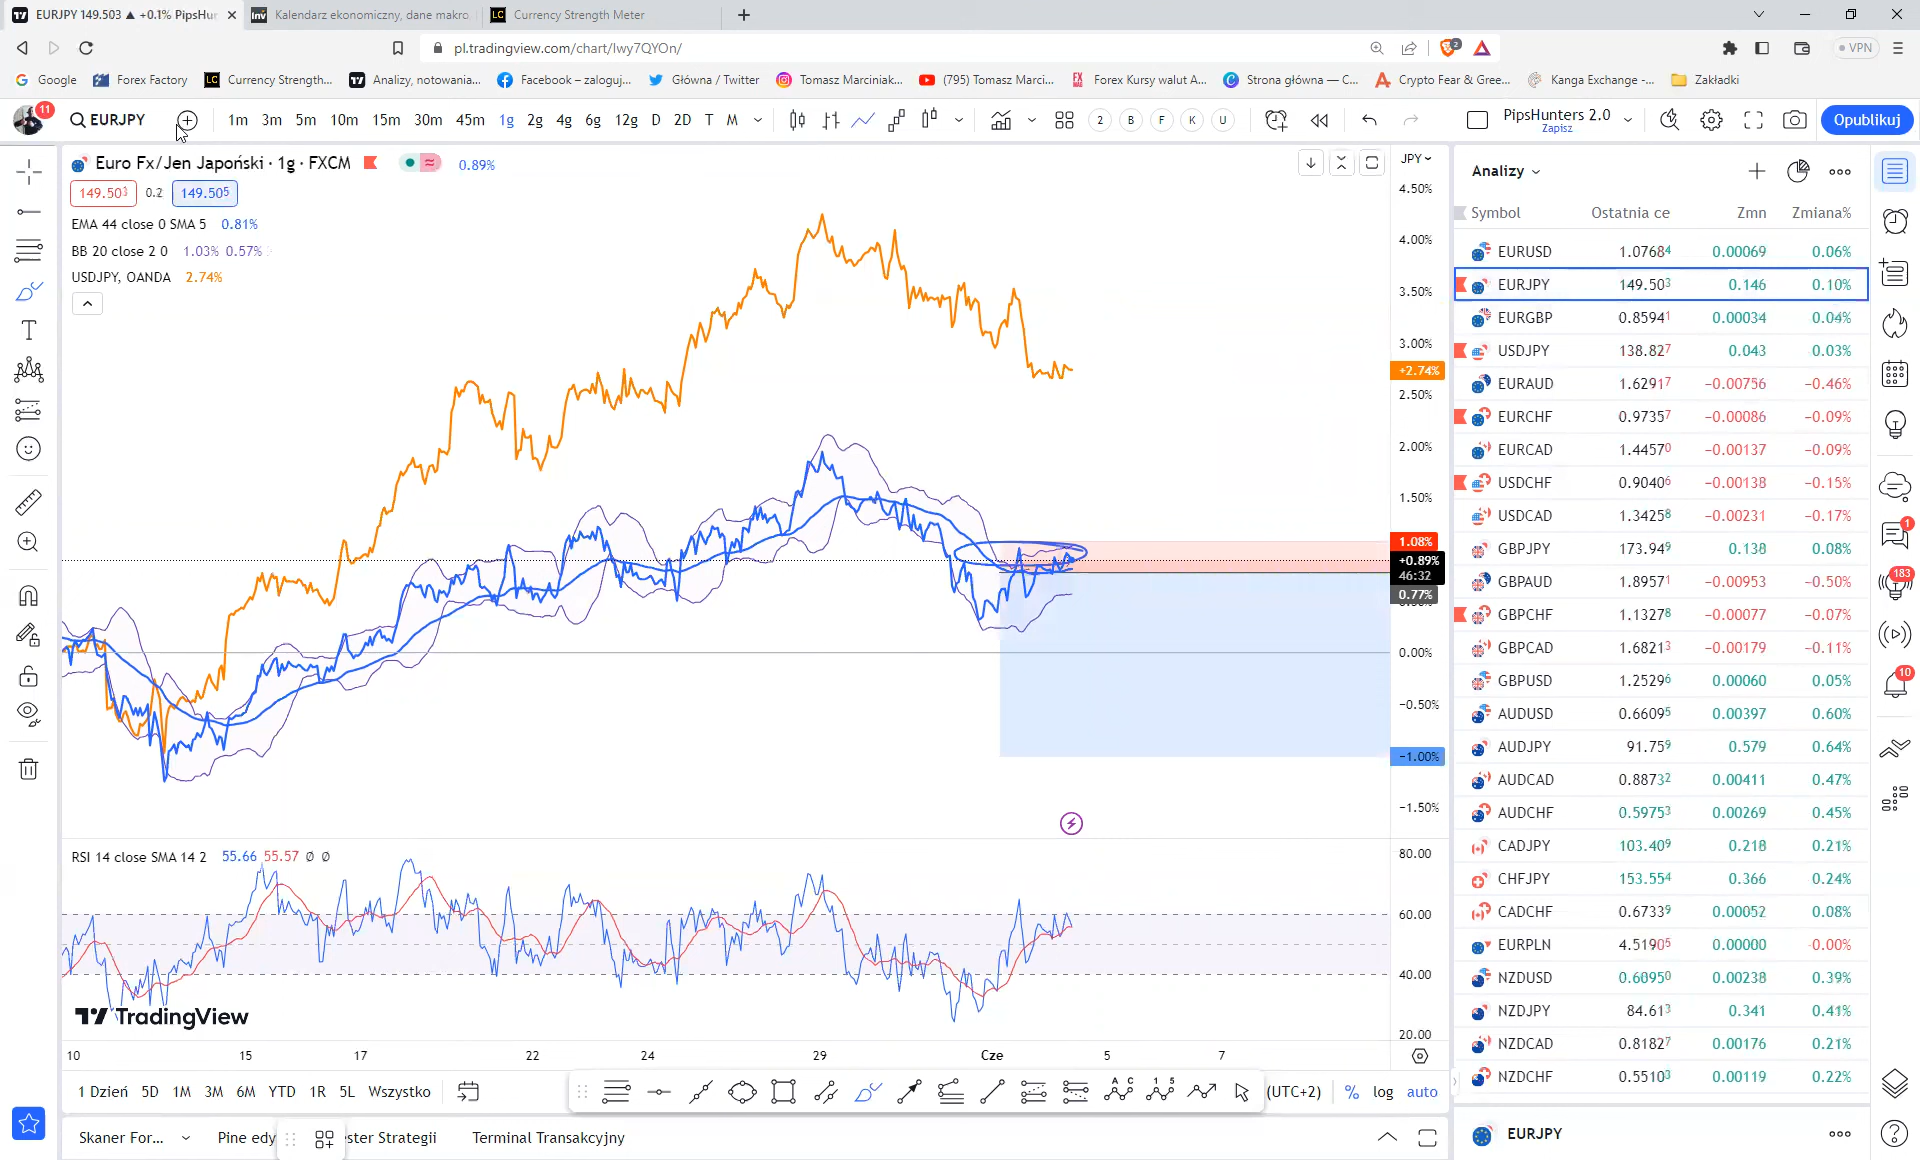 EURJPY 149.503 ▲ +0.1% PipsHu
Kalendarz ekonomiczny, dane makro.
Currency Strength Meter
pl.tradingview.com/chart/lwy7QYOn/
2
VPN
Google
Forex Factory
Currency Strength...
Analizy, notowania...
Facebook – zaloguj...
Główna / Twitter
Tomasz Marciniak...
(795) Tomasz Marci...
Forex Kursy walut A...
Strona główna — C...
Crypto Fear & Gree...
Kanga Exchange -...
Zakładki
11
EURJPY
1m 3m 5m 10m 15m 30m 45m 1g 2g 4g 6g 12g D 2D T M
2 B F K U
PipsHunters 2.0
Zapisz
Opublikuj
Euro Fx/Jen Japoński · 1g · FXCM
0.89%
149.503 0.2 149.505
EMA 44 close 0 SMA 5 0.81%
BB 20 close 2 0 1.03% 0.57%
USDJPY, OANDA 2.74%
JPY
4.50%
4.00%
3.50%
3.00%
+2.74%
2.50%
2.00%
1.50%
1.08%
+0.89%
46:32
0.77%
0.00%
−0.50%
−1.00%
−1.50%
RSI 14 close SMA 14 2 55.66 55.57 Ø Ø
80.00
60.00
40.00
20.00
TradingView
10 15 17 22 24 29 Cze 5 7
1 Dzień 5D 1M 3M 6M YTD 1R 5L Wszystko
(UTC+2) % log auto
Skaner For...
Pine edy
ester Strategii
Terminal Transakcyjny
Analizy
Symbol Ostatnia ce Zmn Zmiana%
EURUSD 1.07684 0.00069 0.06%
EURJPY 149.503 0.146 0.10%
EURGBP 0.85941 0.00034 0.04%
USDJPY 138.827 0.043 0.03%
EURAUD 1.62917 −0.00756 −0.46%
EURCHF 0.97357 −0.00086 −0.09%
EURCAD 1.44570 −0.00137 −0.09%
USDCHF 0.90406 −0.00138 −0.15%
USDCAD 1.34258 −0.00231 −0.17%
GBPJPY 173.949 0.138 0.08%
GBPAUD 1.89571 −0.00953 −0.50%
GBPCHF 1.13278 −0.00077 −0.07%
GBPCAD 1.68213 −0.00179 −0.11%
GBPUSD 1.25296 0.00060 0.05%
AUDUSD 0.66095 0.00397 0.60%
AUDJPY 91.759 0.579 0.64%
AUDCAD 0.88732 0.00411 0.47%
AUDCHF 0.59753 0.00269 0.45%
CADJPY 103.409 0.218 0.21%
CHFJPY 153.554 0.366 0.24%
CADCHF 0.67339 0.00052 0.08%
EURPLN 4.51905 0.00000 −0.00%
NZDUSD 0.60950 0.00238 0.39%
NZDJPY 84.613 0.341 0.41%
NZDCAD 0.81827 0.00176 0.21%
NZDCHF 0.55103 0.00119 0.22%
EURJPY
1
183
10